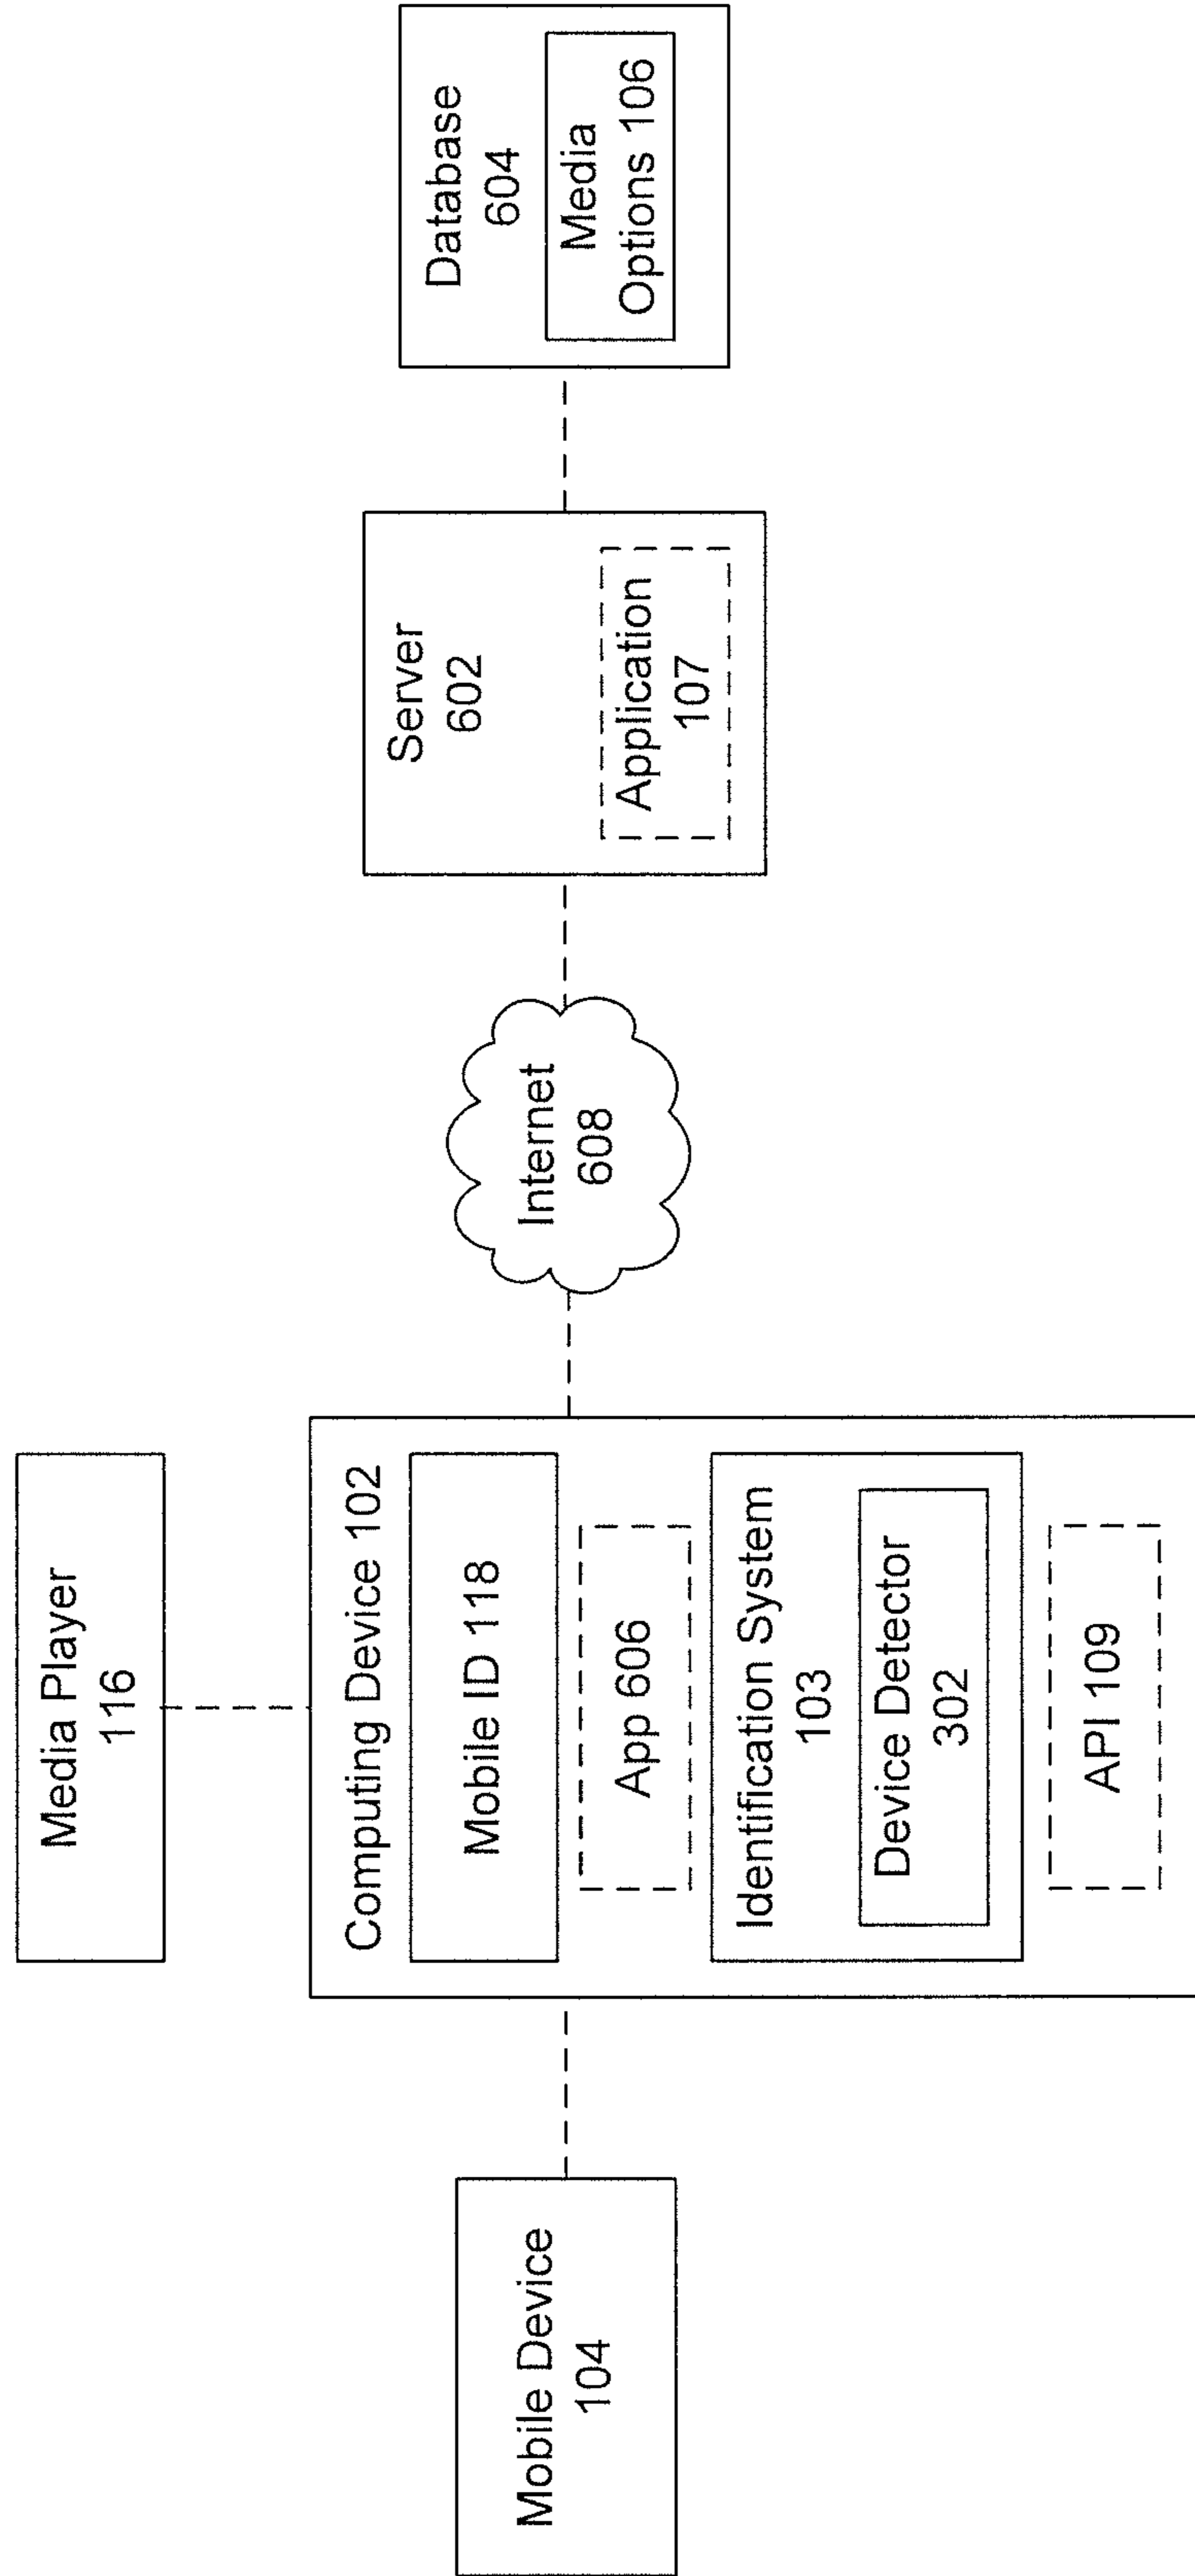 Media Player
116
Mobile Device
104
Computing Device 102
Mobile ID 118
App 606
Identification System
103
Device Detector
302
API 109
Internet
608
Server
602
Application
107
Database
604
Media
Options 106